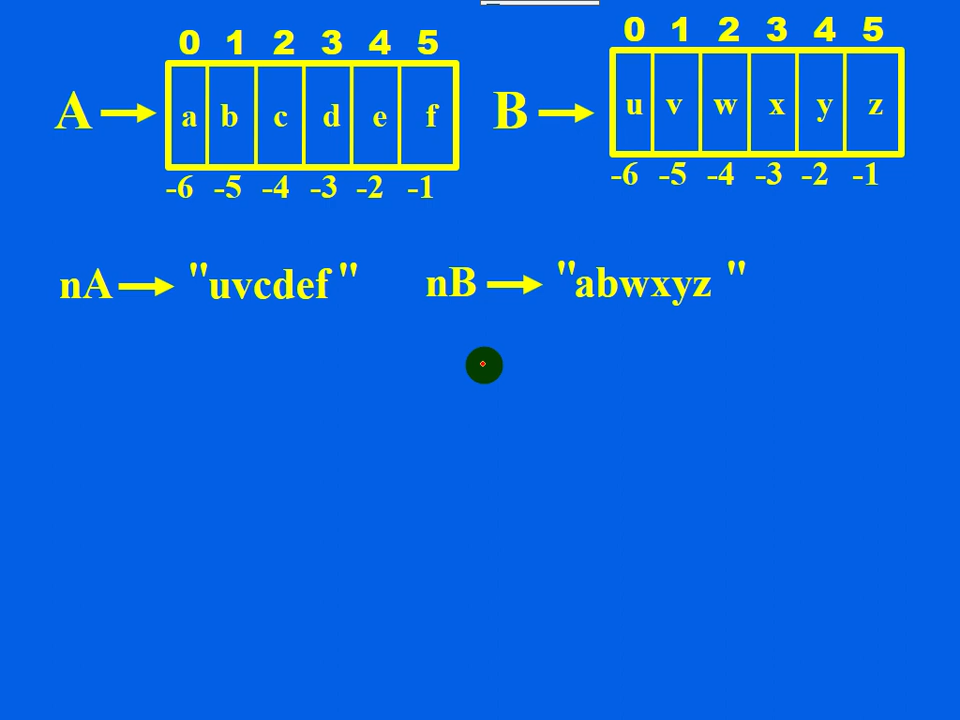 0 1 2 3 4 5
A a b c d e f
-6 -5 -4 -3 -2 -1
0 1 2 3 4 5
B u v w x y z
-6 -5 -4 -3 -2 -1
nA "uvcdef"
nB "abwxyz "